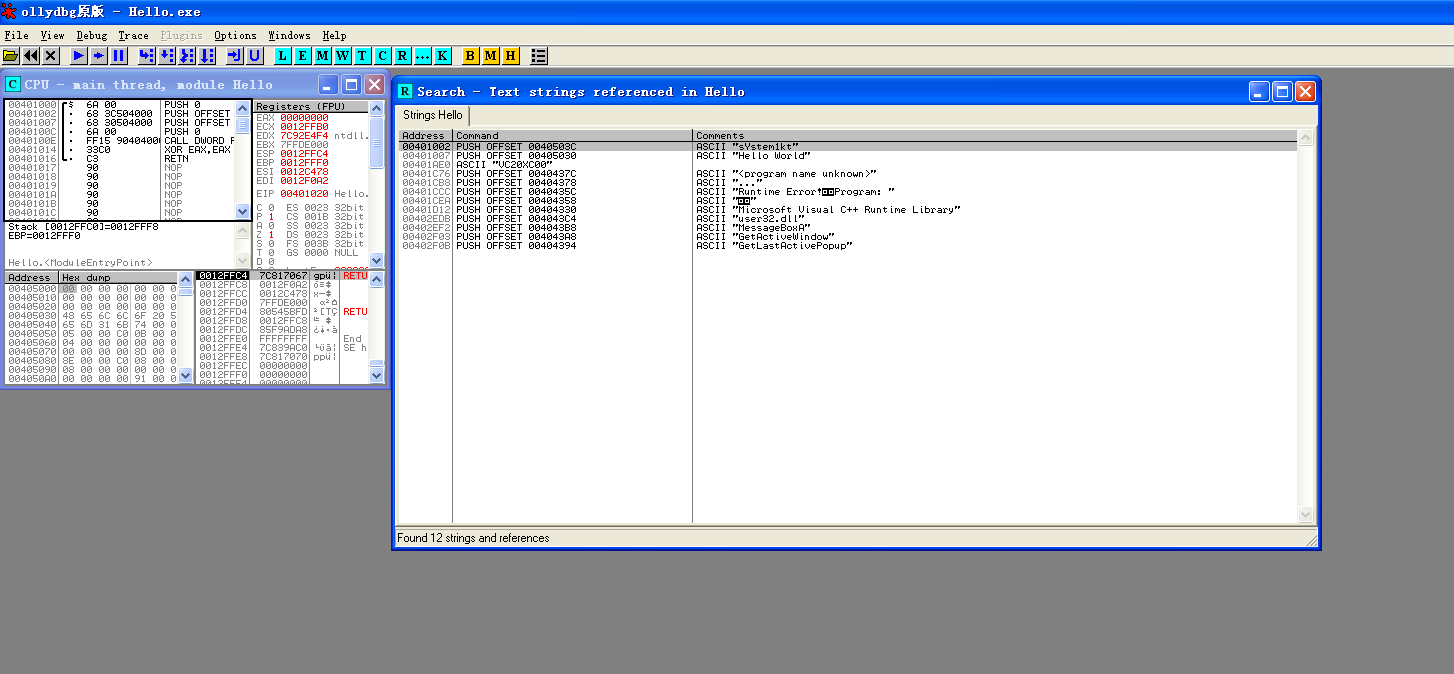 ollydbg原版 - Hello.exe
File View Debug Trace Plugins Options Windows Help
L E M W T C R ... K B M H
C CPU - main thread, module Hello
00401000 $ 6A 00 PUSH 0
00401002 . 68 3C504000 PUSH OFFSET
00401007 . 68 30504000 PUSH OFFSET
0040100C . 6A 00 PUSH 0
0040100E . FF15 90404000 CALL DWORD P
00401014 . 33C0 XOR EAX,EAX
00401016 . C3 RETN
00401017 90 NOP
00401018 90 NOP
00401019 90 NOP
0040101A 90 NOP
0040101B 90 NOP
0040101C 90 NOP
Registers (FPU)
EAX 00000000
ECX 0012FFB0
EDX 7C92E4F4 ntdll.
EBX 7FFDE000
ESP 0012FFC4
EBP 0012FFF0
ESI 0012C478
EDI 0012F0A2
EIP 00401020 Hello.
C 0 ES 0023 32bit
P 1 CS 001B 32bit
A 0 SS 0023 32bit
Z 1 DS 0023 32bit
S 0 FS 003B 32bit
T 0 GS 0000 NULL
D 0
Stack [0012FFC0]=0012FFF8
EBP=0012FFF0
Hello.<ModuleEntryPoint>
Address Hex dump
00405000 00 00 00 00 00 00 0
00405010 00 00 00 00 00 00 0
00405020 00 00 00 00 00 00 0
00405030 48 65 6C 6C 6F 20 5
00405040 65 6D 31 6B 74 00 0
00405050 05 00 00 C0 0B 00 0
00405060 04 00 00 00 00 00 0
00405070 00 00 00 00 8D 00 0
00405080 8E 00 00 C0 08 00 0
00405090 08 00 00 00 00 00 0
004050A0 00 00 00 00 91 00 0
0012FFC4 7C817067 gpü¦ RETU
0012FFC8 0012F0A2
0012FFCC 0012C478
0012FFD0 7FFDE000
0012FFD4 80545BFD RETU
0012FFD8 0012FFC8
0012FFDC 85F9ADA8
0012FFE0 FFFFFFFF End
0012FFE4 7C839AC0 SE h
0012FFE8 7C817070 ppü¦
0012FFEC 00000000
0012FFF0 00000000
0012FFF4 00000000
R Search - Text strings referenced in Hello
Strings Hello
Address Command Comments
00401002 PUSH OFFSET 0040503C ASCII "sYstem1kt"
00401007 PUSH OFFSET 00405030 ASCII "Hello World"
00401AE0 ASCII "VC20XC00"
00401C76 PUSH OFFSET 0040437C ASCII "<program name unknown>"
00401CB8 PUSH OFFSET 00404378 ASCII "..."
00401CCC PUSH OFFSET 0040435C ASCII "Runtime Error!◙◙Program: "
00401CEA PUSH OFFSET 00404358 ASCII "◙◙"
00401D12 PUSH OFFSET 00404330 ASCII "Microsoft Visual C++ Runtime Library"
00402EDB PUSH OFFSET 004043C4 ASCII "user32.dll"
00402EF2 PUSH OFFSET 004043B8 ASCII "MessageBoxA"
00402F03 PUSH OFFSET 004043A8 ASCII "GetActiveWindow"
00402F0B PUSH OFFSET 00404394 ASCII "GetLastActivePopup"
Found 12 strings and references